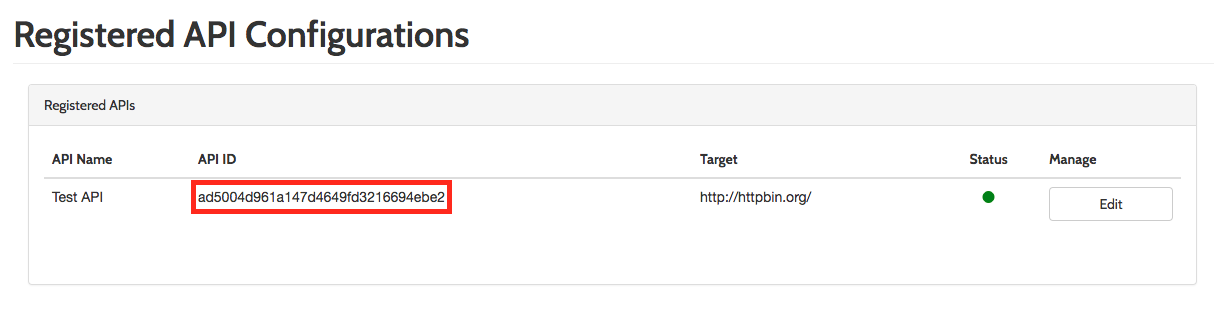 Registered API Configurations
Registered APIs
API Name API ID Target Status Manage
Test API ad5004d961a147d4649fd3216694ebe2 http://httpbin.org/ Edit